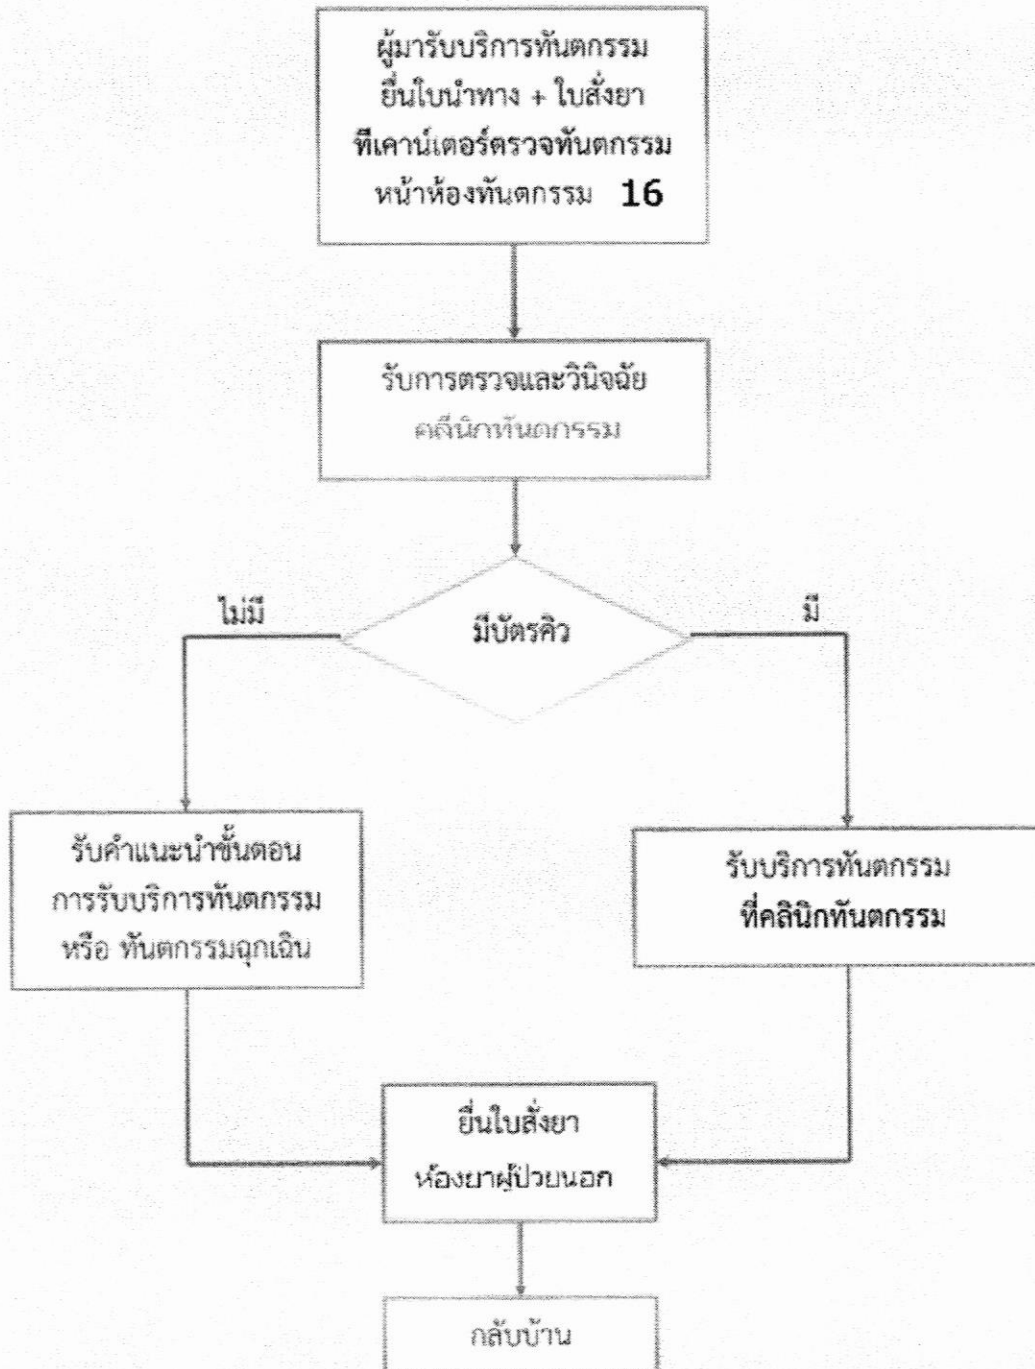 ผู้มารับบริการทันตกรรม
ยื่นใบนำทาง + ใบสั่งยา
ที่เคาน์เตอร์ตรวจทันตกรรม
หน้าห้องทันตกรรม 16
รับการตรวจและวินิจฉัย
คลีนิกทันตกรรม
มีบัตรคิว
ไม่มี
มี
รับคำแนะนำขั้นตอน
การรับบริการทันตกรรม
หรือ ทันตกรรมฉุกเฉิน
รับบริการทันตกรรม
ที่คลินิกทันตกรรม
ยื่นใบสั่งยา
ห้องยาผู้ป่วยนอก
กลับบ้าน